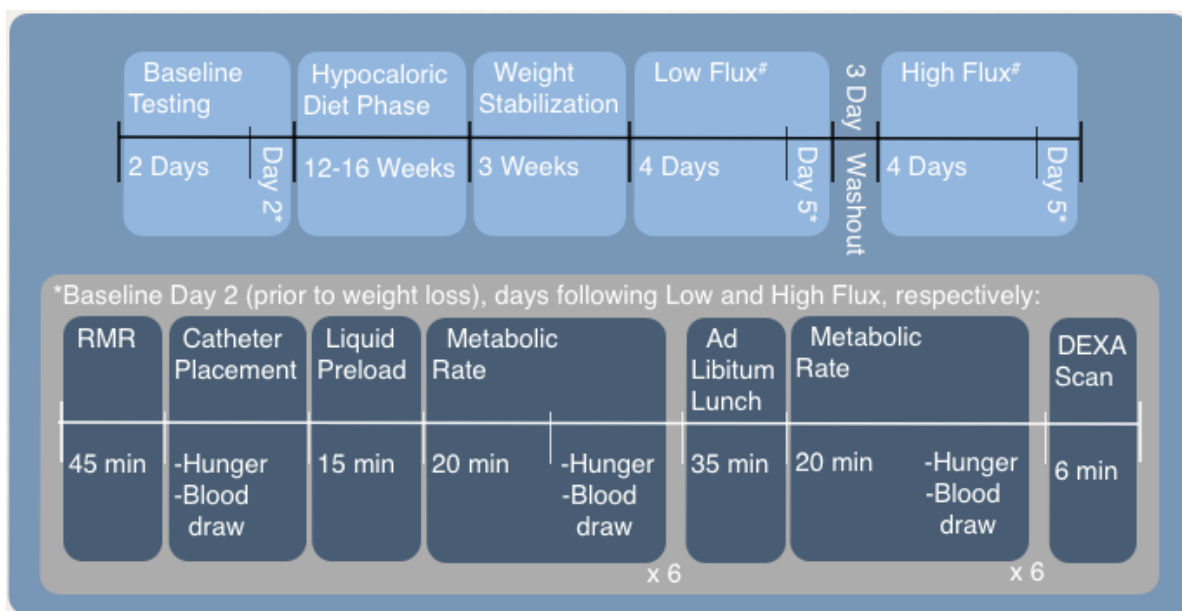 Baseline
Testing
2 Days
Day 2*
Hypocaloric
Diet Phase
12-16 Weeks
Weight
Stabilization
3 Weeks
Low Flux#
4 Days
Day 5*
3 Day
Washout
High Flux#
4 Days
Day 5*
*Baseline Day 2 (prior to weight loss), days following Low and High Flux, respectively:
RMR
45 min
Catheter
Placement
-Hunger
-Blood
draw
Liquid
Preload
15 min
Metabolic
Rate
20 min
-Hunger
-Blood
draw
x 6
Ad
Libitum
Lunch
35 min
Metabolic
Rate
20 min
-Hunger
-Blood
draw
x 6
DEXA
Scan
6 min